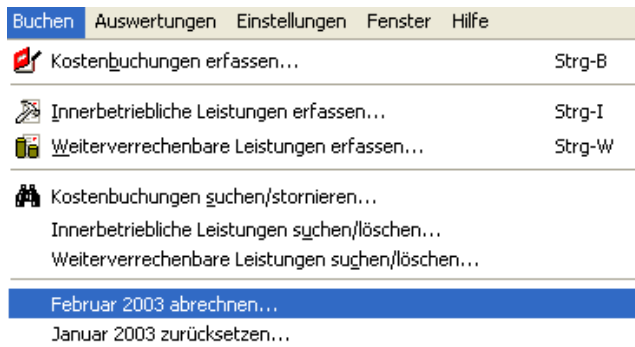 Buchen Auswertungen Einstellungen Fenster Hilfe
Kostenbuchungen erfassen... Strg-B
Innerbetriebliche Leistungen erfassen... Strg-I
Weiterverrechenbare Leistungen erfassen... Strg-W
Kostenbuchungen suchen/stornieren...
Innerbetriebliche Leistungen suchen/löschen...
Weiterverrechenbare Leistungen suchen/löschen...
Februar 2003 abrechnen...
Januar 2003 zurücksetzen...